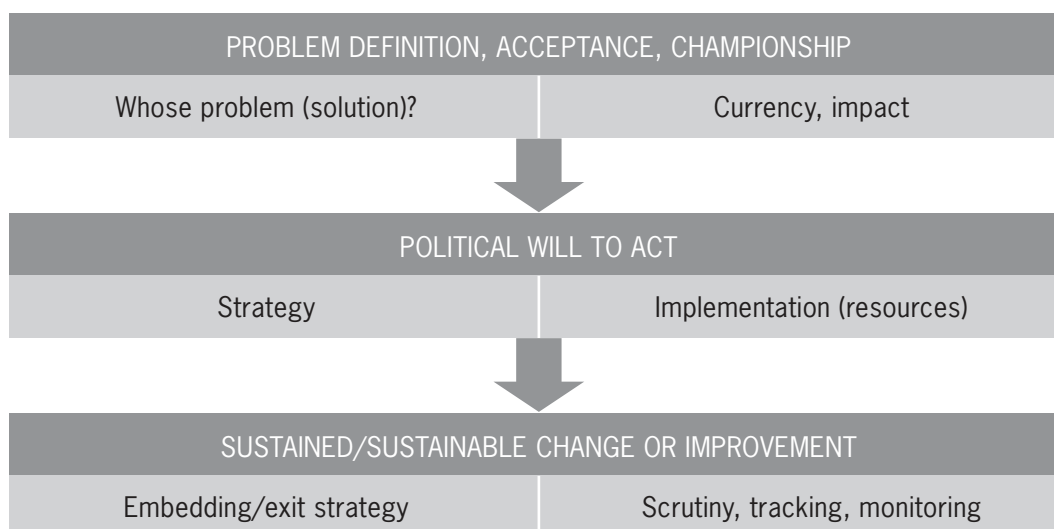 PROBLEM DEFINITION, ACCEPTANCE, CHAMPIONSHIP
Whose problem (solution)?
Currency, impact
POLITICAL WILL TO ACT
Strategy
Implementation (resources)
SUSTAINED/SUSTAINABLE CHANGE OR IMPROVEMENT
Embedding/exit strategy
Scrutiny, tracking, monitoring